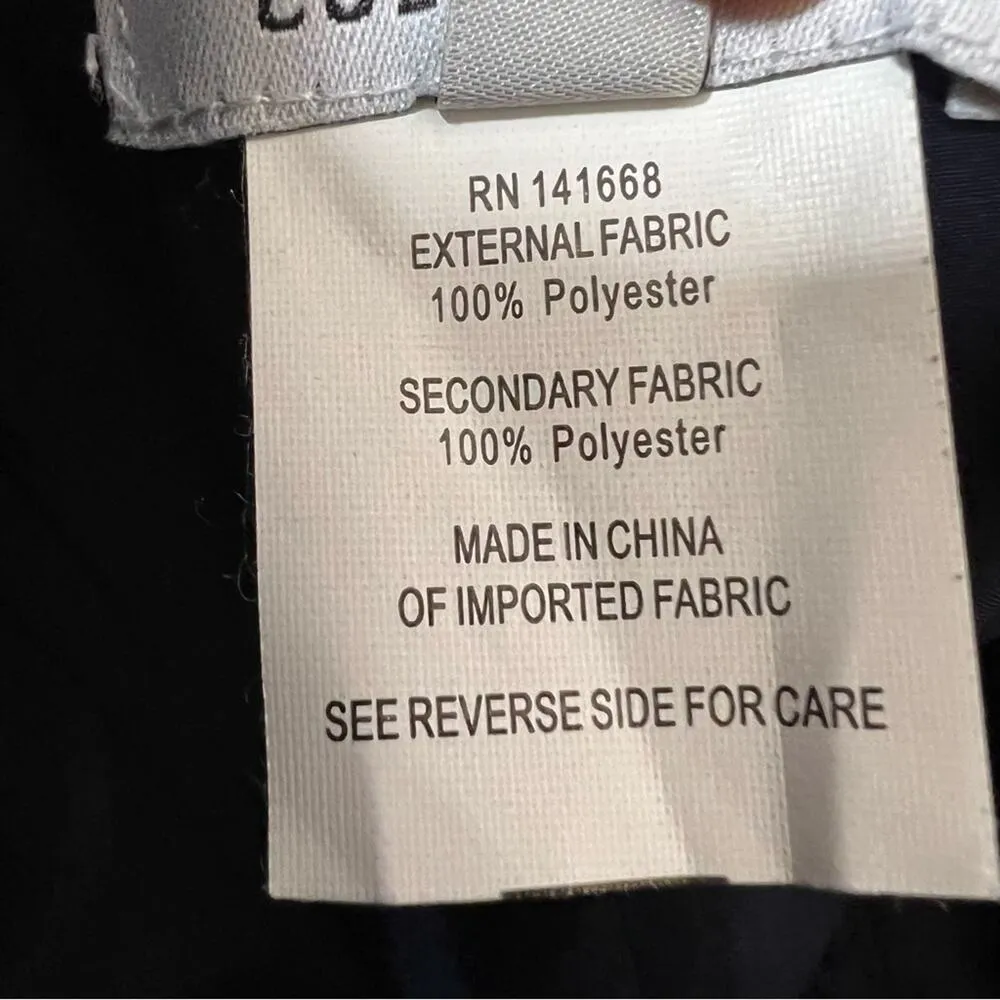 RN 141668
EXTERNAL FABRIC
100% Polyester
SECONDARY FABRIC
100% Polyester
MADE IN CHINA
OF IMPORTED FABRIC
SEE REVERSE SIDE FOR CARE